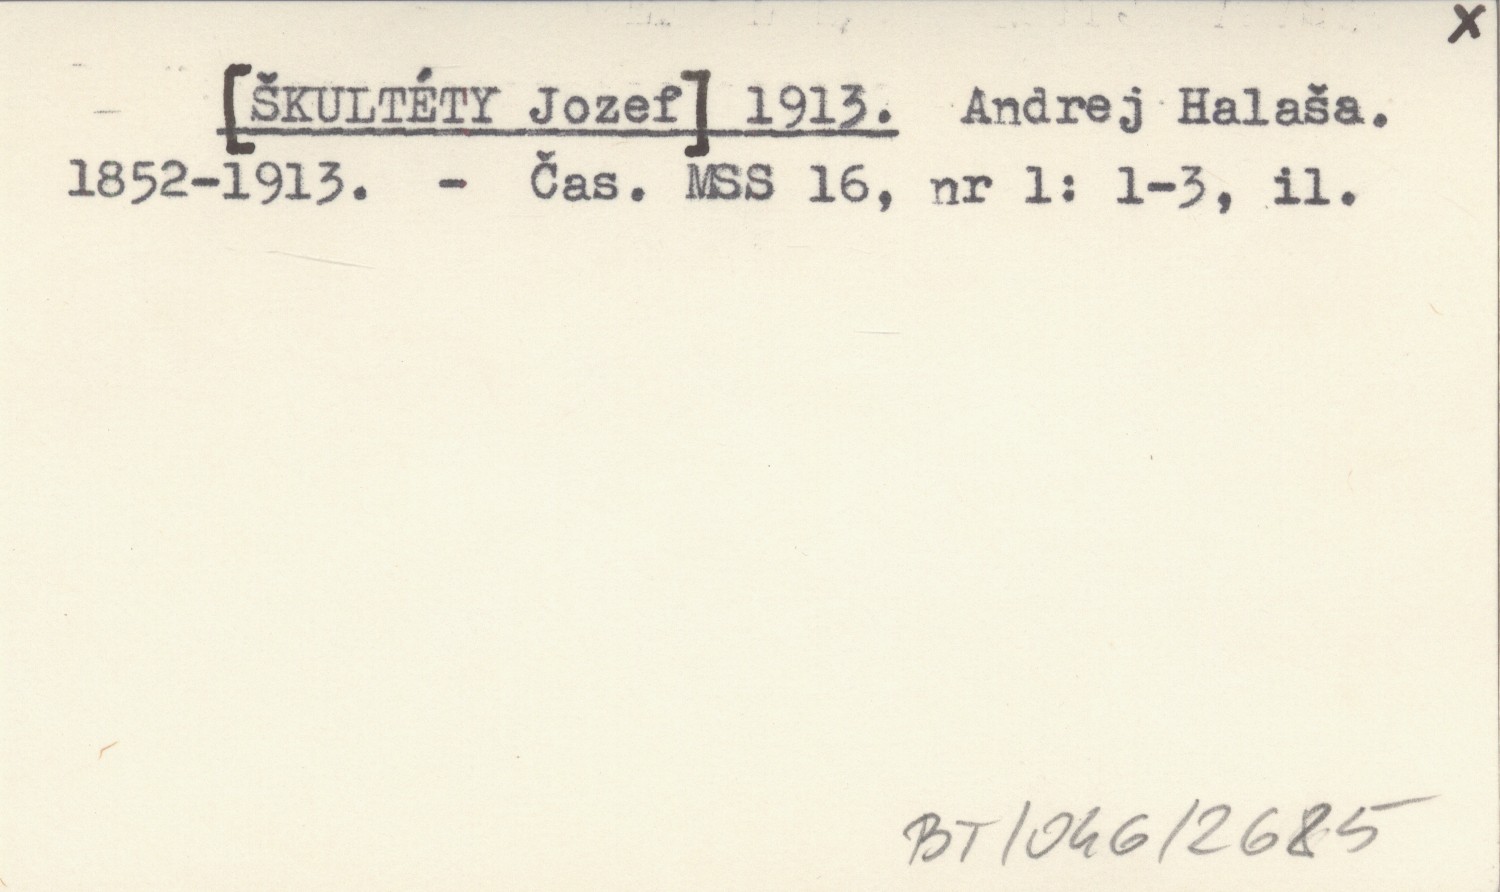 x
[ŠKULTÉTY Jozef] 1913. Andrej Halaša.
1852-1913. - Čas. MSS 16, nr 1: 1-3, il.
BT/046/2685